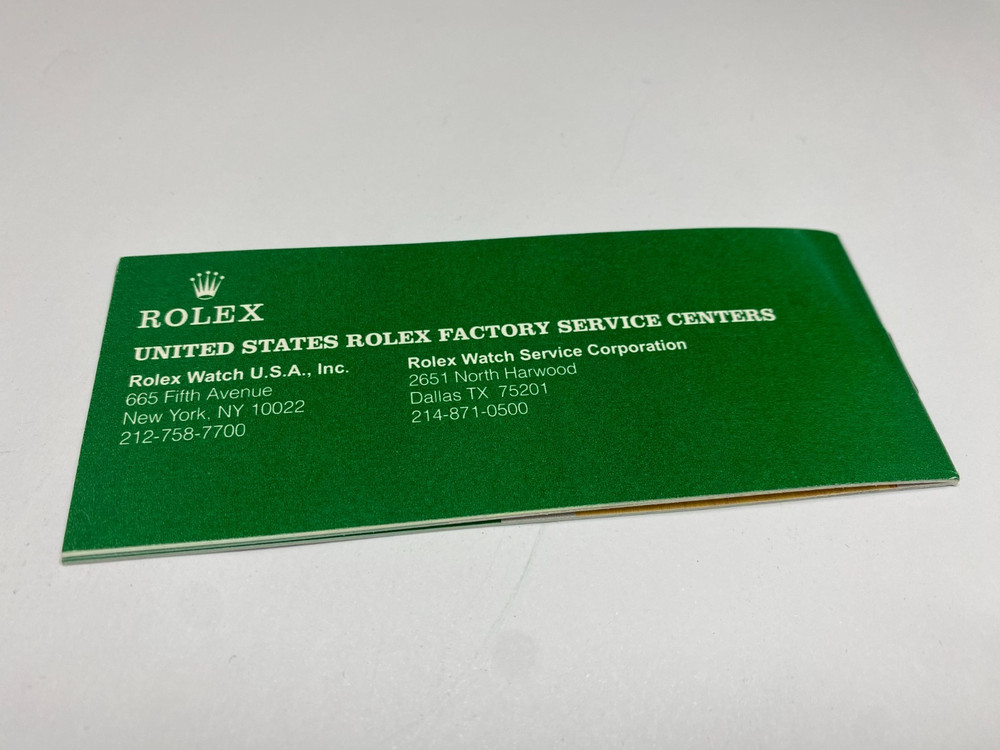 ROLEX
UNITED STATES ROLEX FACTORY SERVICE CENTERS
Rolex Watch U.S.A., Inc.
665 Fifth Avenue
New York, NY 10022
212-758-7700
Rolex Watch Service Corporation
2651 North Harwood
Dallas TX 75201
214-871-0500